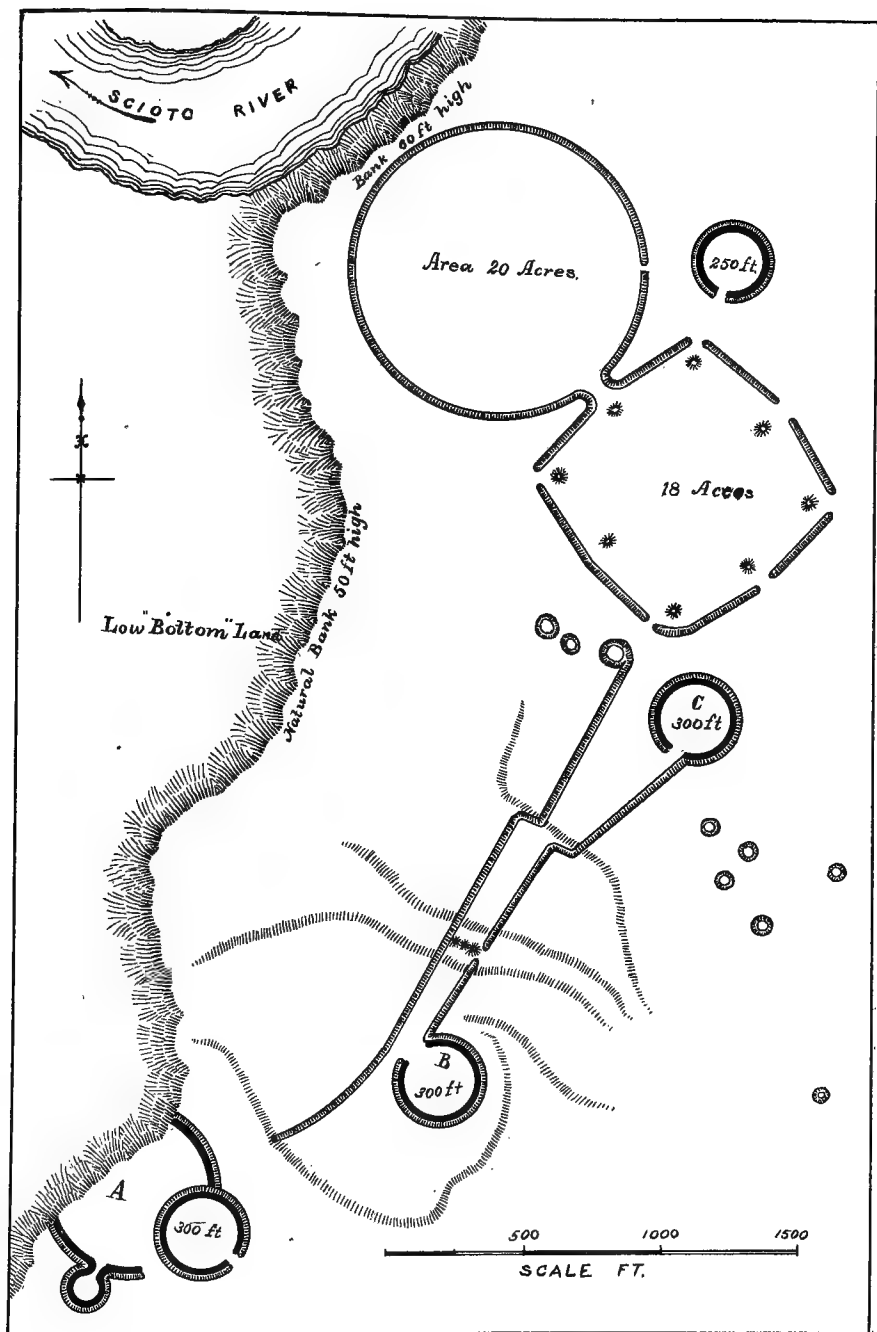 SCIOTO RIVER
Bank 60 ft high
Area 20 Acres.
250 ft.
18 Acres
Natural Bank 50 ft high
Low "Bottom" Land
C
300 ft
B
300 ft
A
300 ft
500 1000 1500
SCALE FT.